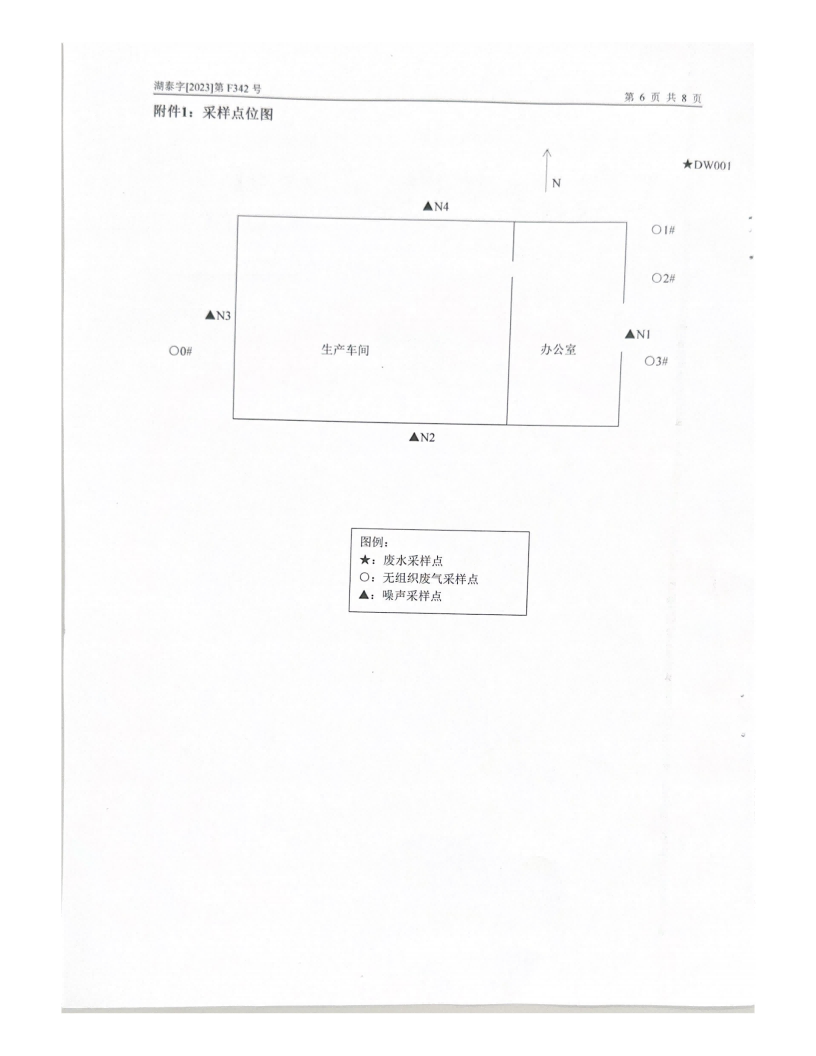 湖泰字[2023]第 F342 号
第 6 页 共 8 页
附件1：采样点位图
★DW001
N
▲N4
○1#
○2#
▲N3
▲N1
○0#
生产车间
办公室
○3#
▲N2
图例：
★：废水采样点
○：无组织废气采样点
▲：噪声采样点